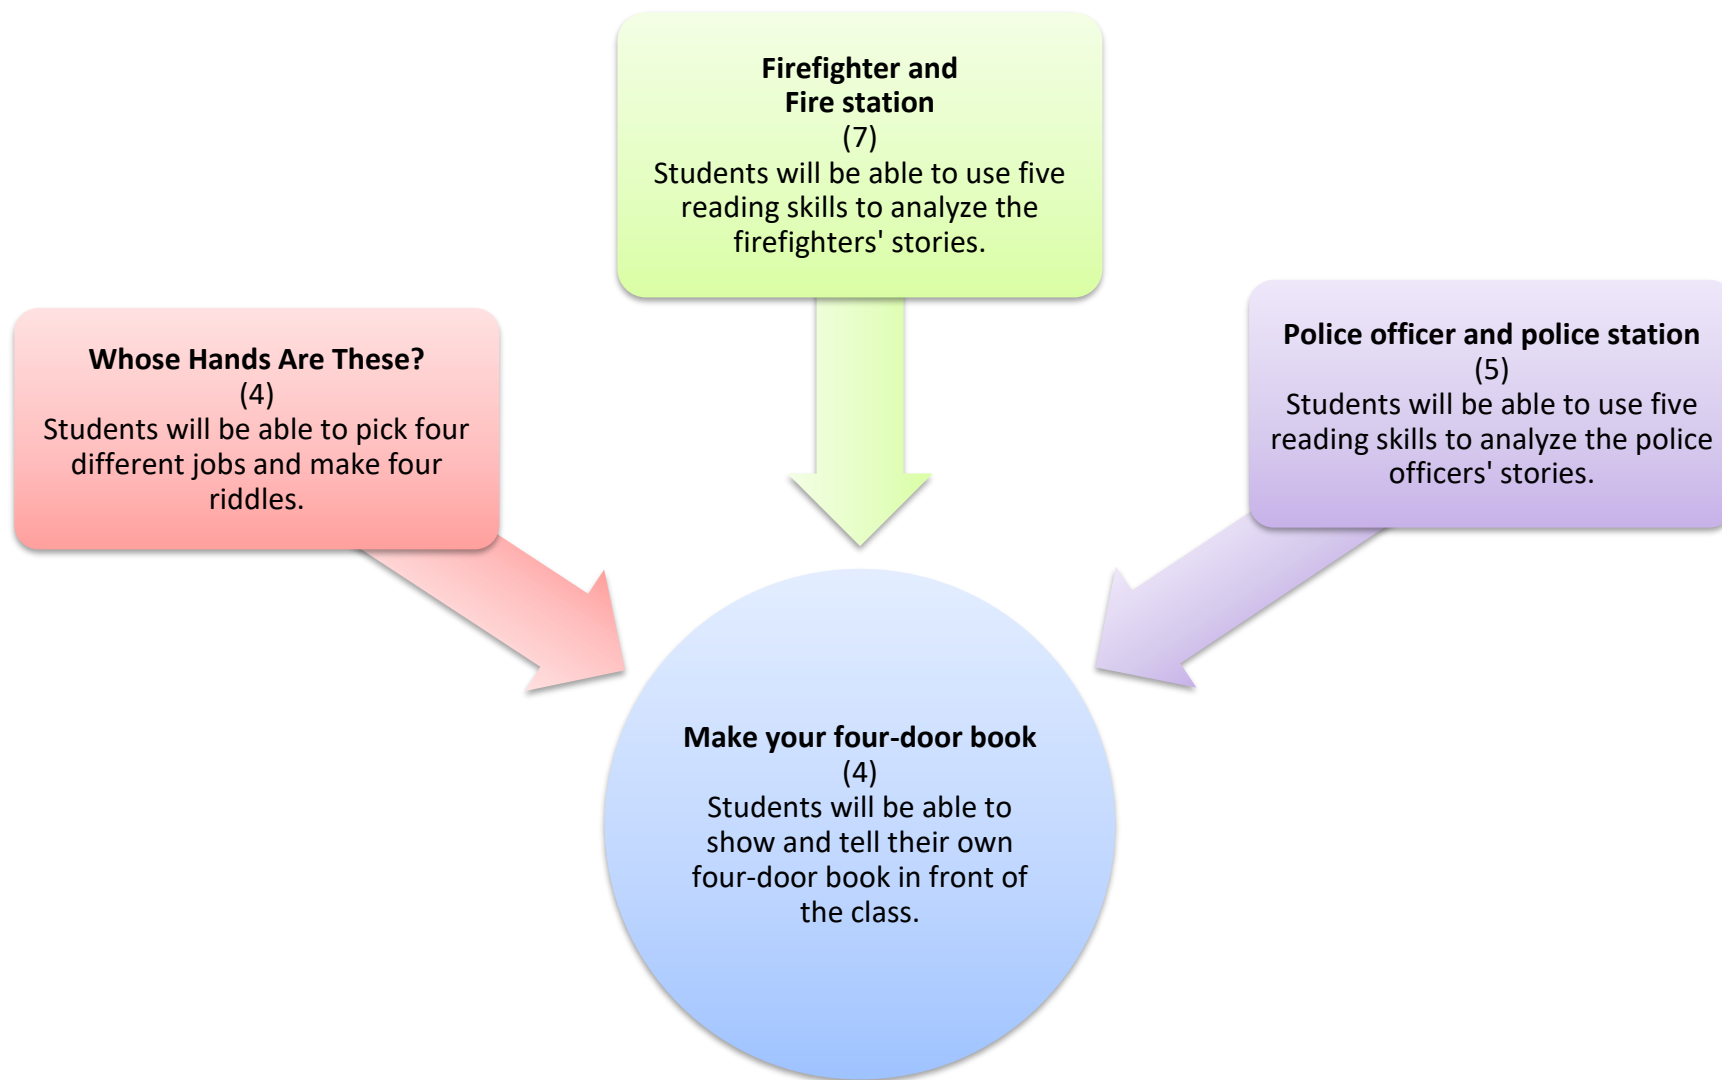 Firefighter and
Fire station
(7)
Students will be able to use five
reading skills to analyze the
firefighters' stories.
Whose Hands Are These?
(4)
Students will be able to pick four
different jobs and make four
riddles.
Police officer and police station
(5)
Students will be able to use five
reading skills to analyze the police
officers' stories.
Make your four-door book
(4)
Students will be able to
show and tell their own
four-door book in front of
the class.